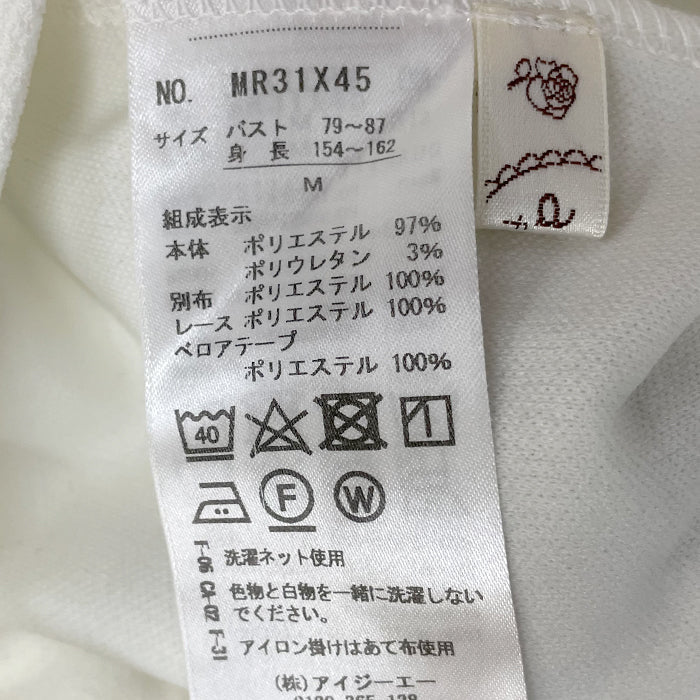 NO. MR31X45
サイズ バスト 79~87
身長 154~162
M
組成表示
本体 ポリエステル 97%
ポリウレタン 3%
別布 ポリエステル 100%
レース ポリエステル 100%
ベロアテープ
ポリエステル 100%
40
F
W
洗濯ネット使用
色物と白物を一緒に洗濯しない
でください。
アイロン掛けはあて布使用
(株)アイジーエー